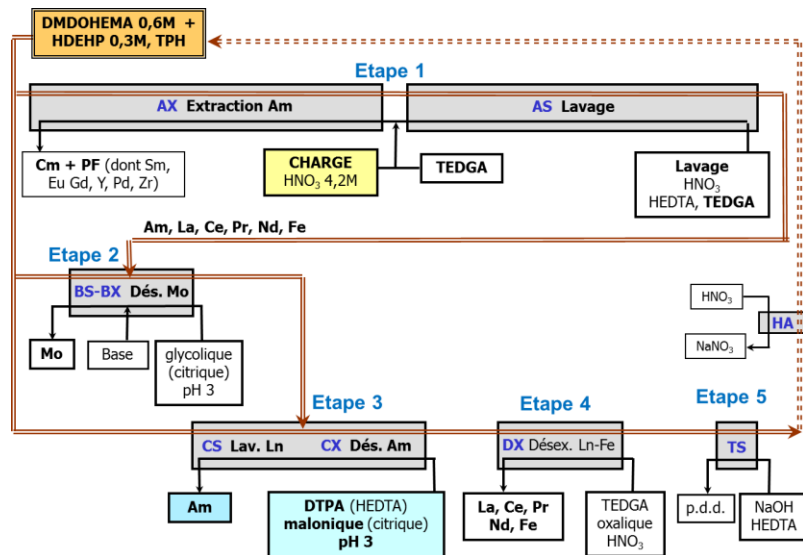 DMDOHEMA 0,6M +
HDEHP 0,3M, TPH
Etape 1
AX Extraction Am
AS Lavage
Cm + PF (dont Sm,
Eu Gd, Y, Pd, Zr)
CHARGE
HNO₃ 4,2M
TEDGA
Lavage
HNO₃
HEDTA, TEDGA
Am, La, Ce, Pr, Nd, Fe
Etape 2
BS-BX Dés. Mo
Mo
Base
glycolique
(citrique)
pH 3
HNO₃
HA
NaNO₃
Etape 3
CS Lav. Ln
CX Dés. Am
Am
DTPA (HEDTA)
malonique (citrique)
pH 3
Etape 4
DX Désex. Ln-Fe
La, Ce, Pr
Nd, Fe
TEDGA
oxalique
HNO₃
Etape 5
TS
p.d.d.
NaOH
HEDTA